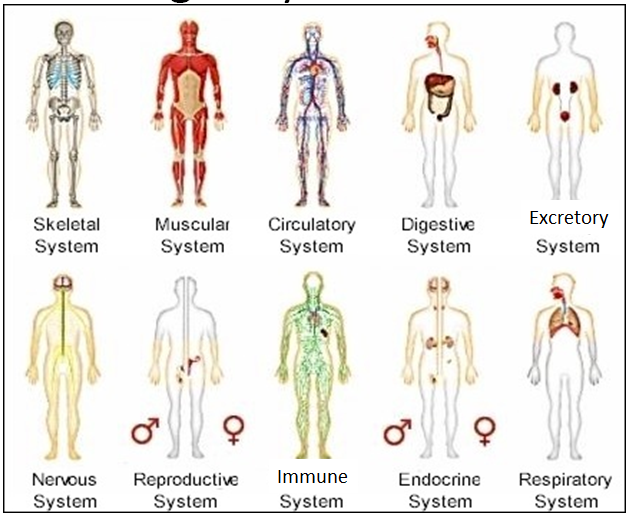 Skeletal
System
Muscular
System
Circulatory
System
Digestive
System
Excretory
System
Nervous
System
Reproductive
System
Immune
System
Endocrine
System
Respiratory
System